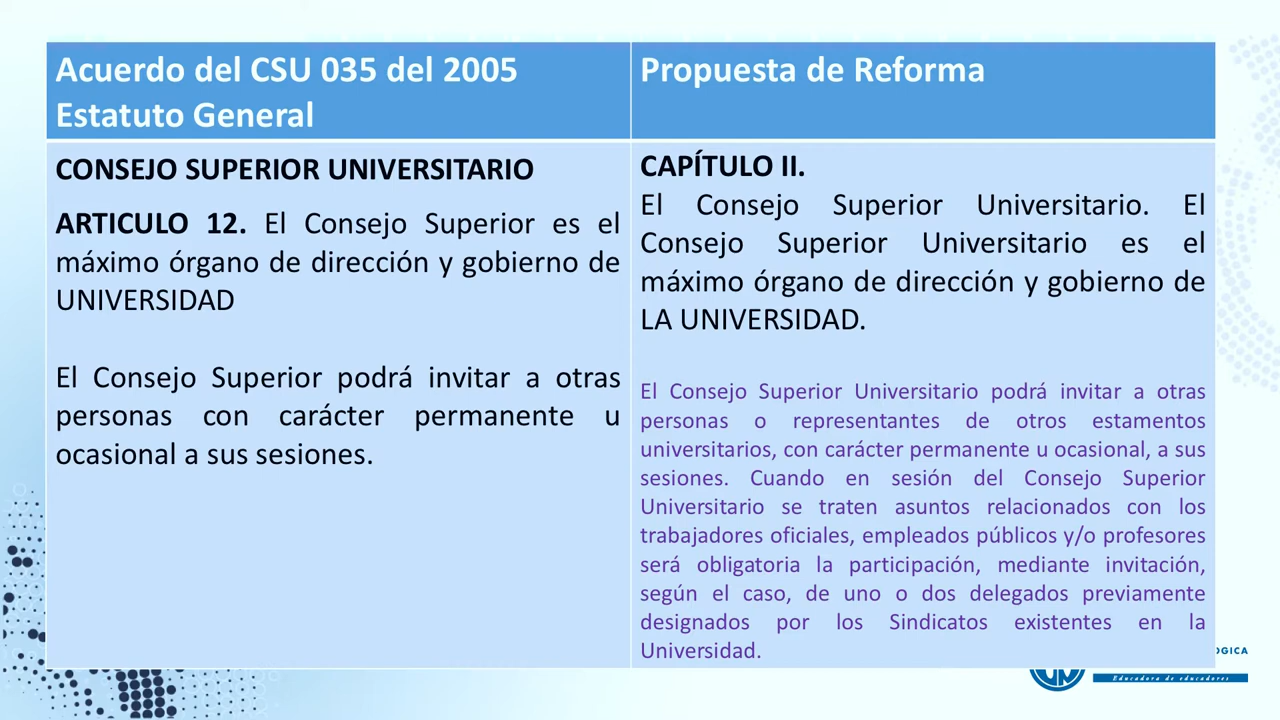 Acuerdo del CSU 035 del 2005
Estatuto General
Propuesta de Reforma
CONSEJO SUPERIOR UNIVERSITARIO
ARTICULO 12. El Consejo Superior es el
máximo órgano de dirección y gobierno de
UNIVERSIDAD
El Consejo Superior podrá invitar a otras
personas con carácter permanente u
ocasional a sus sesiones.
CAPÍTULO II.
El Consejo Superior Universitario. El
Consejo Superior Universitario es el
máximo órgano de dirección y gobierno de
LA UNIVERSIDAD.
El Consejo Superior Universitario podrá invitar a otras
personas o representantes de otros estamentos
universitarios, con carácter permanente u ocasional, a sus
sesiones. Cuando en sesión del Consejo Superior
Universitario se traten asuntos relacionados con los
trabajadores oficiales, empleados públicos y/o profesores
será obligatoria la participación, mediante invitación,
según el caso, de uno o dos delegados previamente
designados por los Sindicatos existentes en la
Universidad.
Educadora de educadores